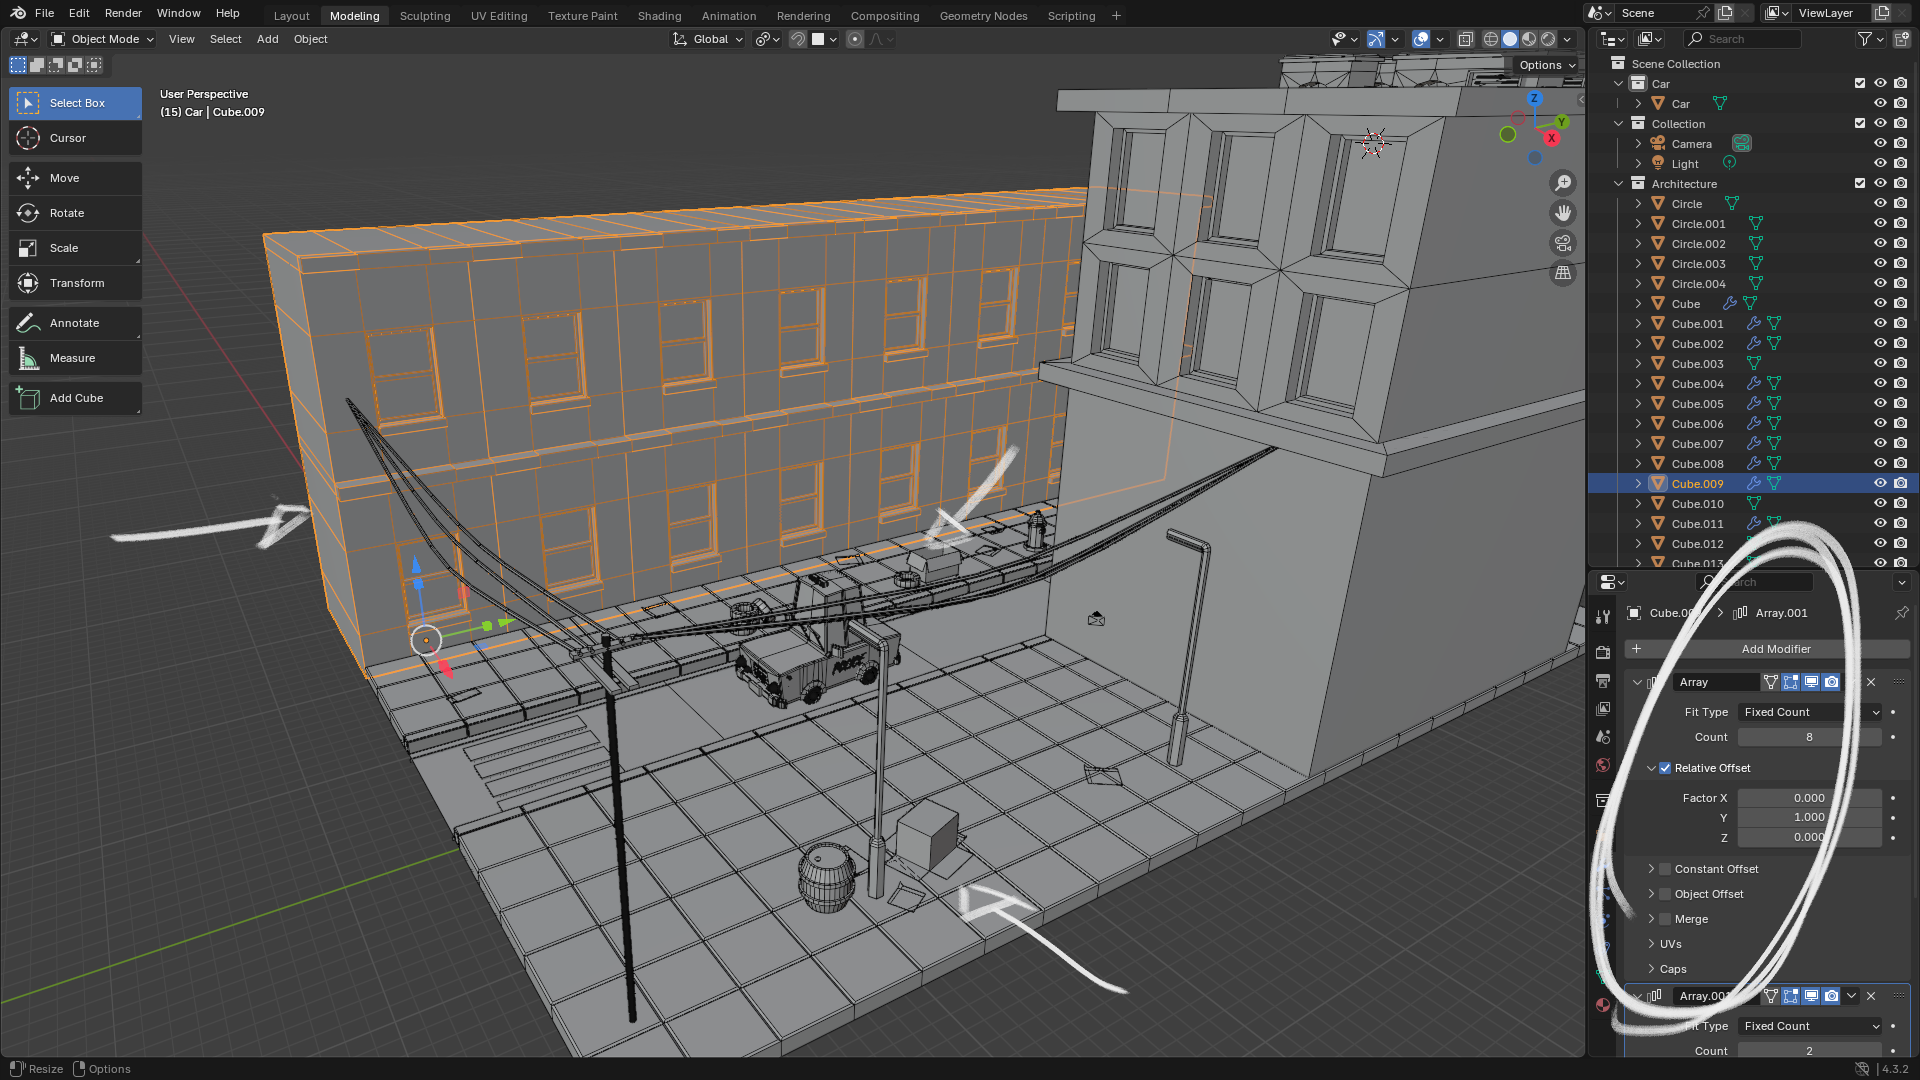 File Edit Render Window Help Layout Modeling Sculpting UV Editing Texture Paint Shading Animation Rendering Compositing Geometry Nodes Scripting + Scene ViewLayer
Object Mode View Select Add Object Global Search
Options
User Perspective
(15) Car | Cube.009
Select Box
Cursor
Move
Rotate
Scale
Transform
Annotate
Measure
Add Cube
Z
Y
X
POLICE
Scene Collection
Car
Car
Collection
Camera
Light
Architecture
Circle
Circle.001
Circle.002
Circle.003
Circle.004
Cube
Cube.001
Cube.002
Cube.003
Cube.004
Cube.005
Cube.006
Cube.007
Cube.008
Cube.009
Cube.010
Cube.011
Cube.012
Cube.013
Search
Cube.00 Array.001
+ Add Modifier
Array
Fit Type Fixed Count
Count 8
Relative Offset
Factor X 0.000
Y 1.000
Z 0.000
Constant Offset
Object Offset
Merge
UVs
Caps
Array.001
Fit Type Fixed Count
Count 2
Resize Options 4.3.2